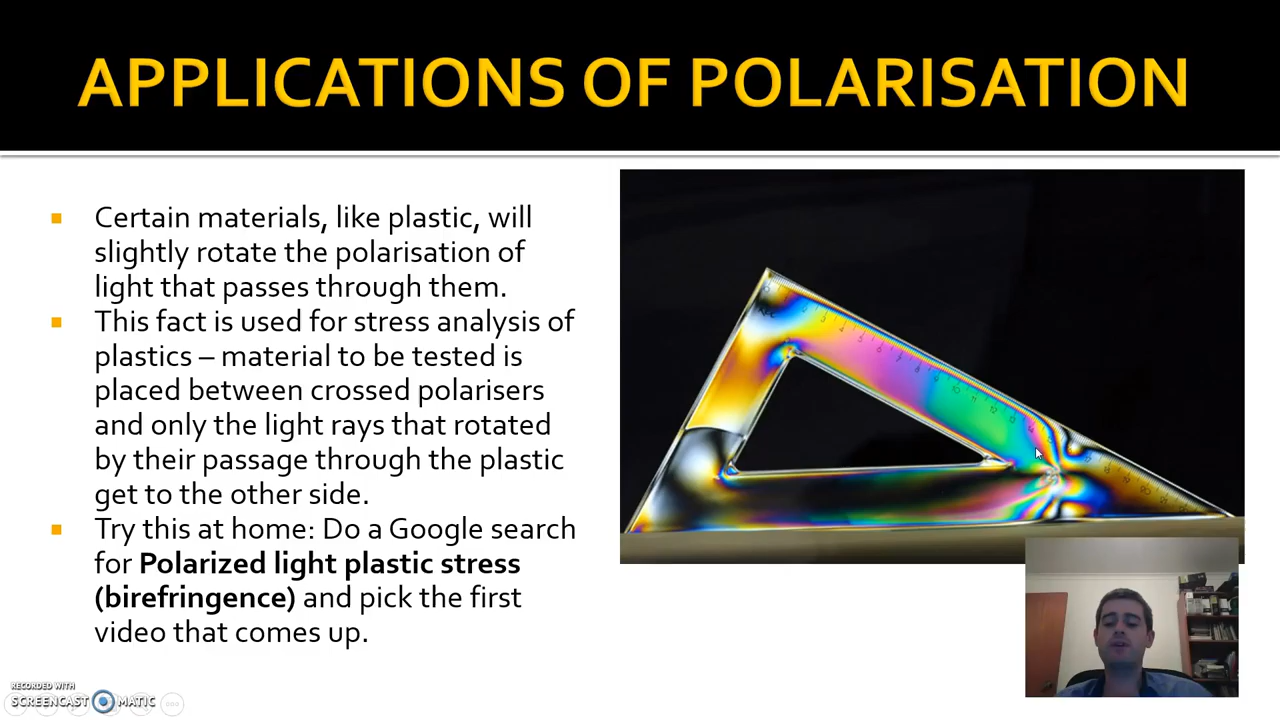 APPLICATIONS OF POLARISATION
Certain materials, like plastic, will
slightly rotate the polarisation of
light that passes through them.
This fact is used for stress analysis of
plastics – material to be tested is
placed between crossed polarisers
and only the light rays that rotated
by their passage through the plastic
get to the other side.
Try this at home: Do a Google search
for Polarized light plastic stress
(birefringence) and pick the first
video that comes up.
RECORDED WITH
SCREENCAST MATIC